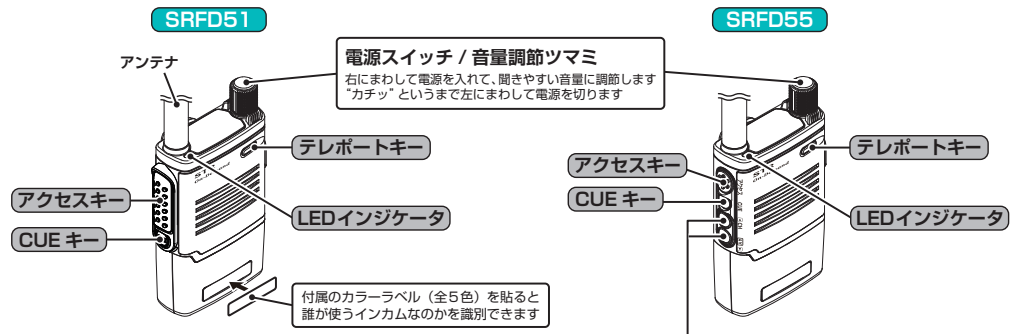 SRFD51
SRFD55
アンテナ
電源スイッチ / 音量調節ツマミ
右にまわして電源を入れて、聞きやすい音量に調節します
“カチッ”というまで左にまわして電源を切ります
テレポートキー
アクセスキー
LEDインジケータ
CUE キー
付属のカラーラベル（全５色）を貼ると
誰が使うインカムなのかを識別できます
テレポートキー
アクセスキー
CUE キー
LEDインジケータ